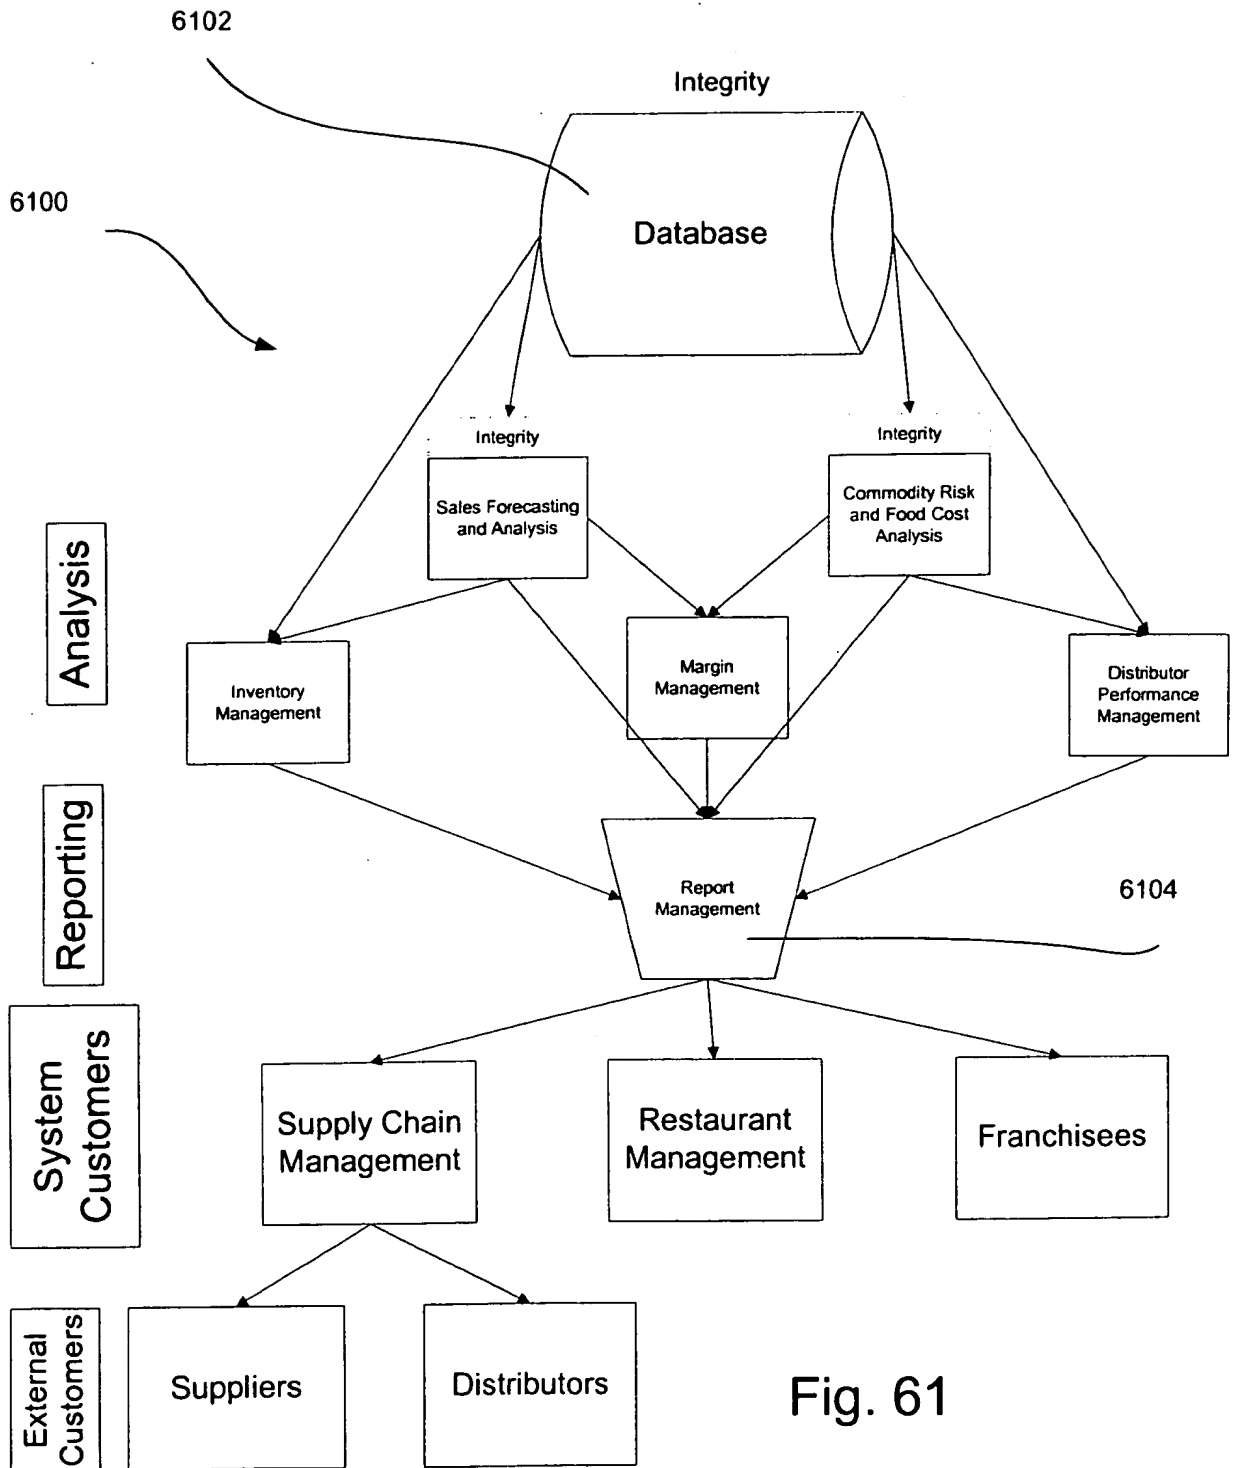 6102
Integrity
6100
Database
Integrity
Integrity
Sales Forecasting
and Analysis
Commodity Risk
and Food Cost
Analysis
Analysis
Inventory
Management
Margin
Management
Distributor
Performance
Management
Reporting
Report
Management
6104
System
Customers
Supply Chain
Management
Restaurant
Management
Franchisees
External
Customers
Suppliers
Distributors
Fig. 61